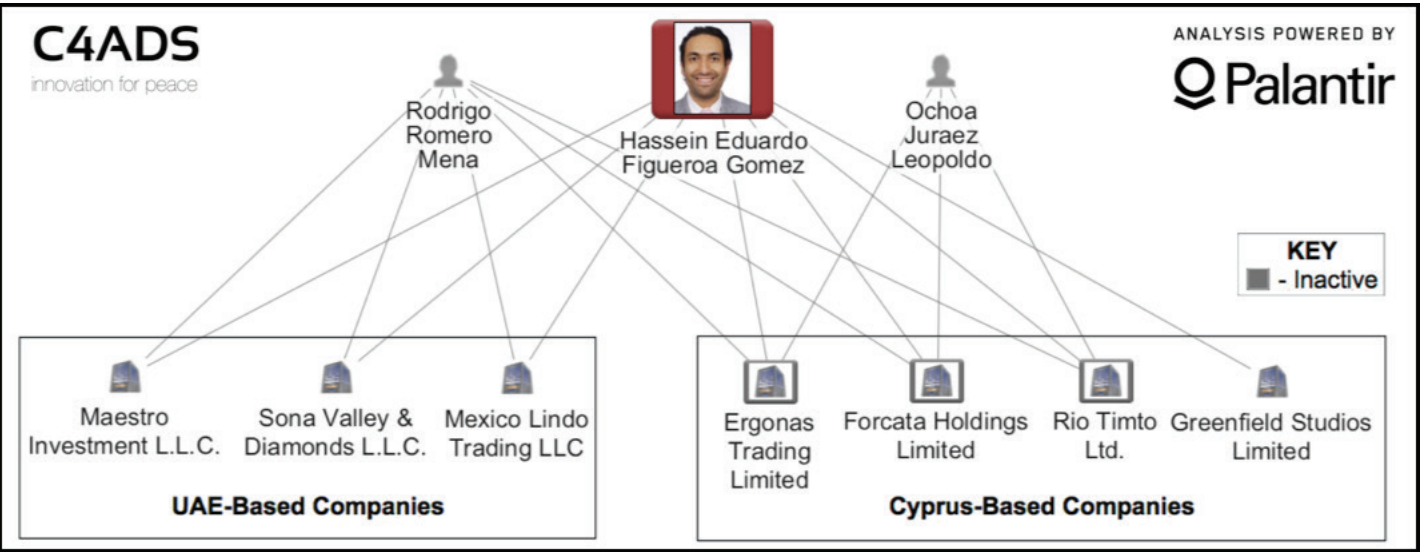 C4ADS
innovation for peace
ANALYSIS POWERED BY
Palantir
Rodrigo
Romero
Mena
Hassein Eduardo
Figueroa Gomez
Ochoa
Juraez
Leopoldo
KEY
- Inactive
Maestro
Investment L.L.C.
Sona Valley &
Diamonds L.L.C.
Mexico Lindo
Trading LLC
UAE-Based Companies
Ergonas
Trading
Limited
Forcata Holdings
Limited
Rio Timto
Ltd.
Greenfield Studios
Limited
Cyprus-Based Companies